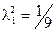 λ₁² = 1/9